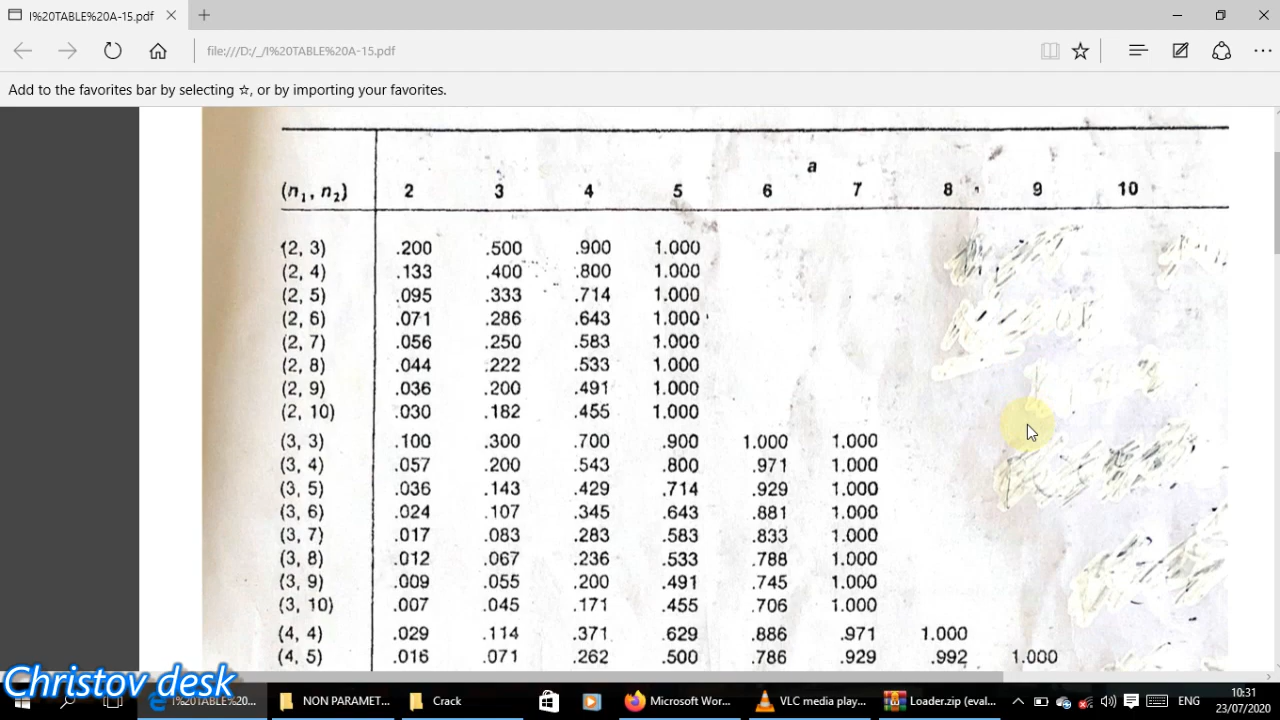 I%20TABLE%20A-15.pdf
file:///D:/_/I%20TABLE%20A-15.pdf
Add to the favorites bar by selecting ☆, or by importing your favorites.
a
(n₁, n₂) 2 3 4 5 6 7 8 9 10
(2, 3) .200 .500 .900 1.000
(2, 4) .133 .400 .800 1.000
(2, 5) .095 .333 .714 1.000
(2, 6) .071 .286 .643 1.000
(2, 7) .056 .250 .583 1.000
(2, 8) .044 .222 .533 1.000
(2, 9) .036 .200 .491 1.000
(2, 10) .030 .182 .455 1.000
(3, 3) .100 .300 .700 .900 1.000 1.000
(3, 4) .057 .200 .543 .800 .971 1.000
(3, 5) .036 .143 .429 .714 .929 1.000
(3, 6) .024 .107 .345 .643 .881 1.000
(3, 7) .017 .083 .283 .583 .833 1.000
(3, 8) .012 .067 .236 .533 .788 1.000
(3, 9) .009 .055 .200 .491 .745 1.000
(3, 10) .007 .045 .171 .455 .706 1.000
(4, 4) .029 .114 .371 .629 .886 .971 1.000
(4, 5) .016 .071 .262 .500 .786 .929 .992 1.000
Christov desk
I%20TABLE%20... NON PARAMET... Crack Microsoft Wor... VLC media play... Loader.zip (eval... ENG 10:31
23/07/2020